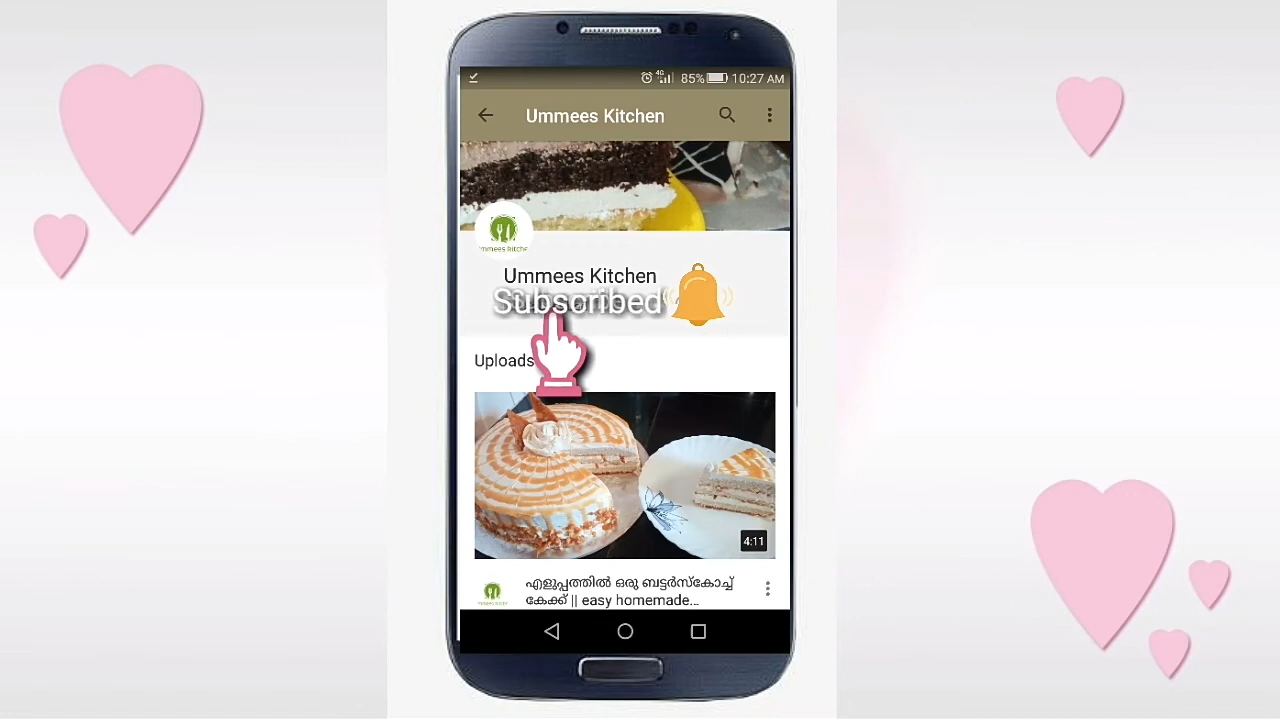 85% 10:27 AM
Ummees Kitchen
Ummees Kitchen
Subscribed
Uploads
4:11
എളുപ്പത്തിൽ ഒരു ബട്ടർസ്കോച്ച്
കേക്ക് || easy homemade...